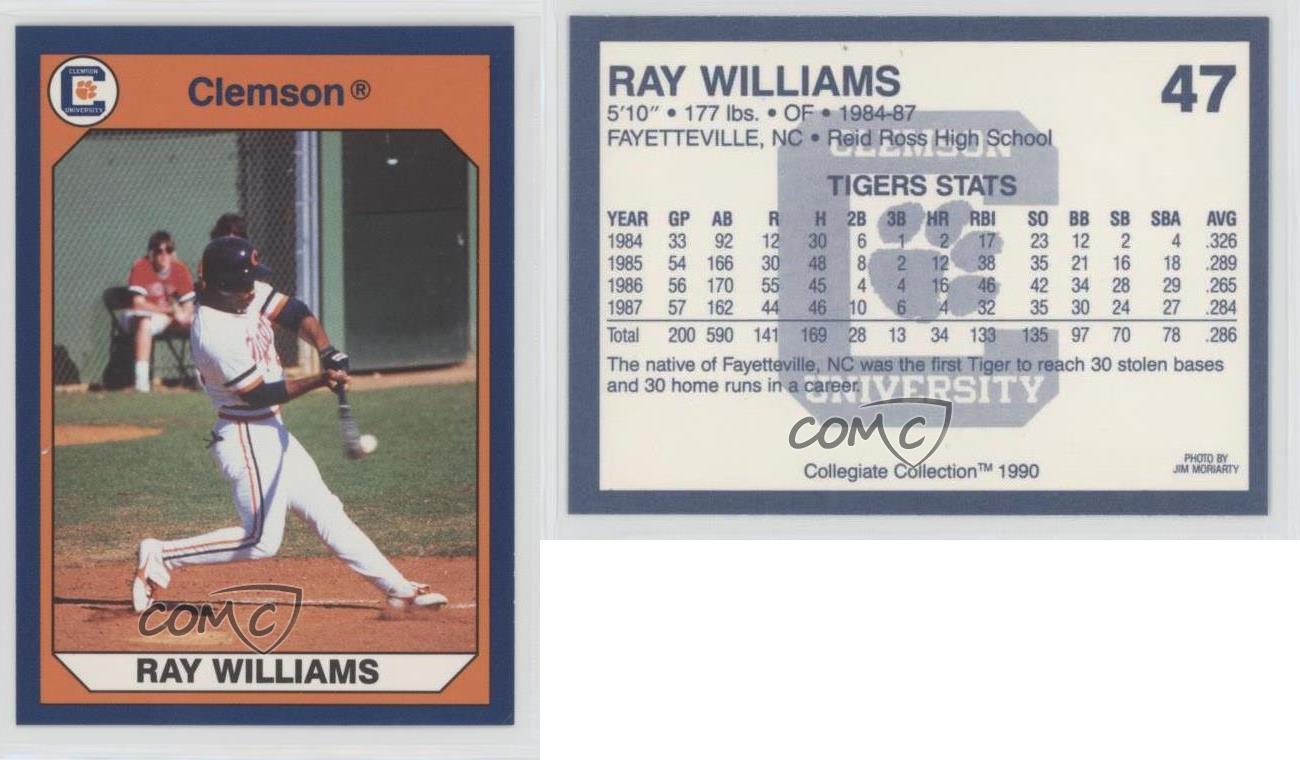 CLEMSON
UNIVERSITY
Clemson®
Tigers
COMC
RAY WILLIAMS
RAY WILLIAMS 47
5'10" • 177 lbs. • OF • 1984-87
FAYETTEVILLE, NC • Reid Ross High School
CLEMSON
TIGERS STATS
YEAR GP AB R H 2B 3B HR RBI SO BB SB SBA AVG
1984 33 92 12 30 6 1 2 17 23 12 2 4 .326
1985 54 166 30 48 8 2 12 38 35 21 16 18 .289
1986 56 170 55 45 4 4 16 46 42 34 28 29 .265
1987 57 162 44 46 10 6 4 32 35 30 24 27 .284
Total 200 590 141 169 28 13 34 133 135 97 70 78 .286
The native of Fayetteville, NC was the first Tiger to reach 30 stolen bases
and 30 home runs in a career.
UNIVERSITY
COMC
Collegiate Collection™ 1990
PHOTO BY
JIM MORIARTY